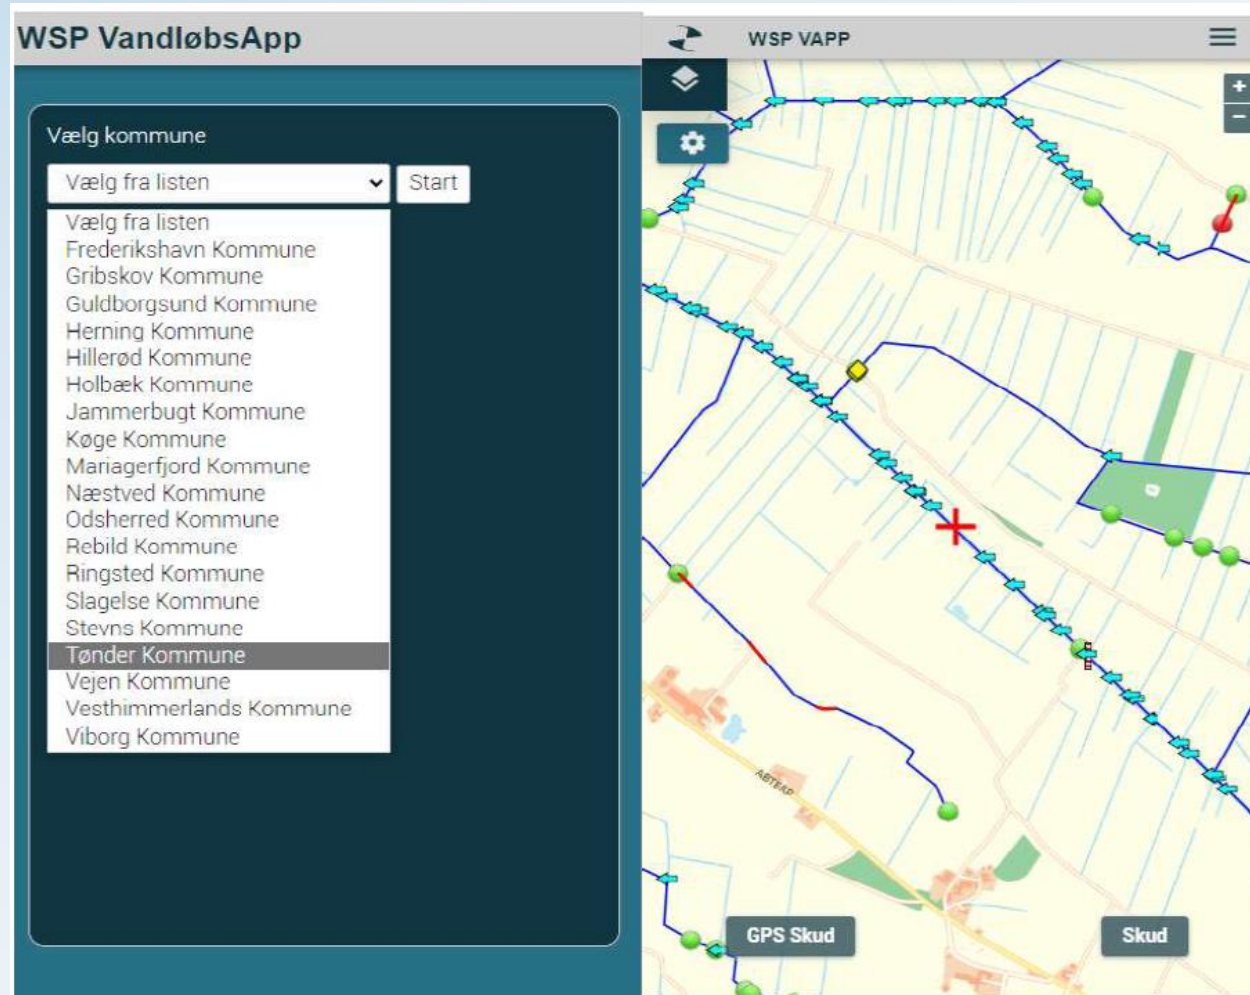 WSP VandløbsApp
Vælg kommune
Vælg fra listen
Start
Vælg fra listen
Frederikshavn Kommune
Gribskov Kommune
Guldborgsund Kommune
Herning Kommune
Hillerød Kommune
Holbæk Kommune
Jammerbugt Kommune
Køge Kommune
Mariagerfjord Kommune
Næstved Kommune
Odsherred Kommune
Rebild Kommune
Ringsted Kommune
Slagelse Kommune
Stevns Kommune
Tønder Kommune
Vejen Kommune
Vesthimmerlands Kommune
Viborg Kommune
WSP VAPP
+
−
GPS Skud
Skud